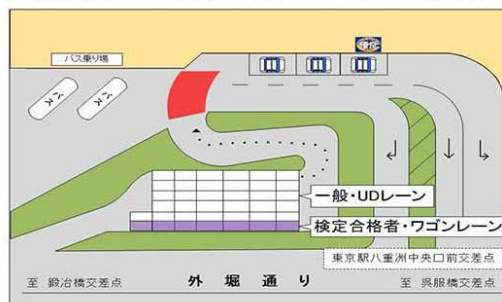 バス乗り場
バス
バス
一般・UDレーン
検定合格者・ワゴンレーン
東京駅八重洲中央口前交差点
至 鍛冶橋交差点
外堀通り
至 呉服橋交差点